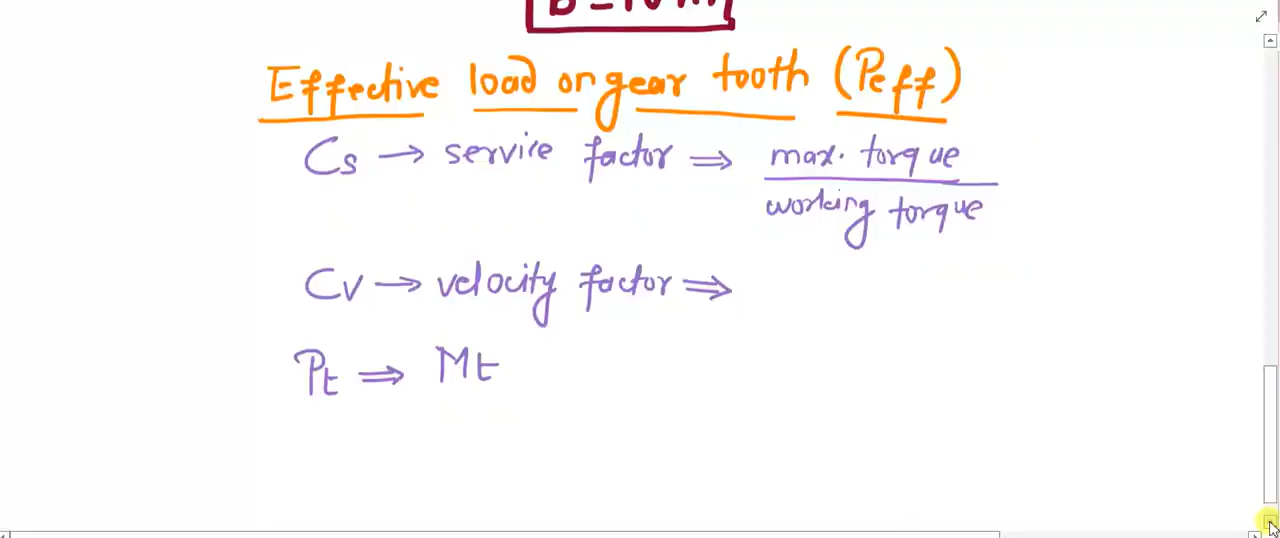 Effective load on gear tooth (Peff)
Cs → service factor ⇒ max. torque
working torque
Cv → velocity factor ⇒
Pt ⇒ Mt